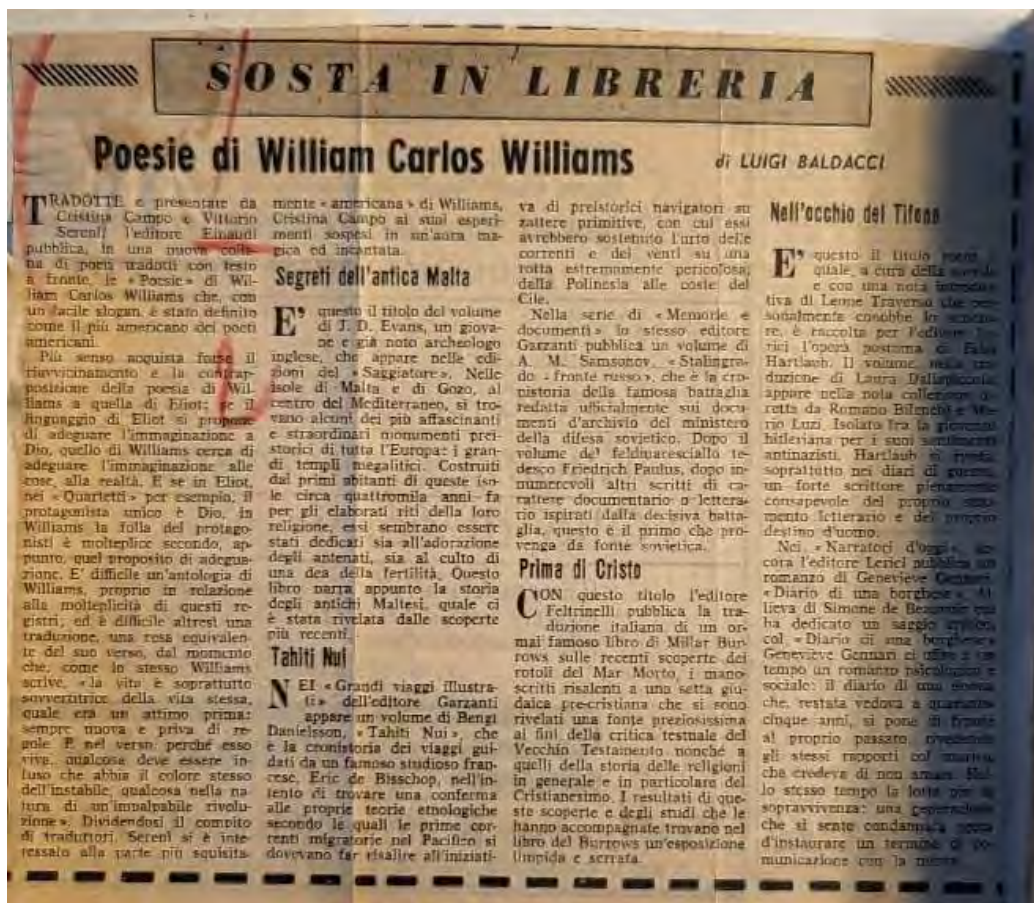 SOSTA IN LIBRERIA
Poesie di William Carlos Williams
di LUIGI BALDACCI
TRADOTTE e presentate da
Cristina Campo e Vittorio
Sereni, l'editore Einaudi
pubblica, in una nuova colla-
na di poeti tradotti con testo
a fronte, le «Poesie» di Wil-
liam Carlos Williams che, con
un facile slogan, è stato definito
come il più americano dei poeti
americani.
Più senso acquista forse il
riavvicinamento e la contrap-
posizione della poesia di Wil-
liams a quella di Eliot: se il
linguaggio di Eliot si propone
di adeguare l'immaginazione a
Dio, quello di Williams cerca di
adeguare l'immaginazione alle
cose, alla realtà. E se in Eliot,
nei «Quartetti» per esempio, il
protagonista unico è Dio, in
Williams la folla dei protago-
nisti è molteplice secondo, ap-
punto, quel proposito di adegua-
zione. E' difficile un'antologia di
Williams, proprio in relazione
alla molteplicità di questi re-
gistri; ed è difficile altresì una
traduzione, una resa equivalen-
te del suo verso, dal momento
che, come lo stesso Williams
scrive, «la vita è soprattutto
sovvertitrice della vita stessa,
quale era un attimo prima:
sempre nuova e priva di re-
gole. E nel verso, perché esso
viva, qualcosa deve essere in-
fuso che abbia il colore stesso
dell'instabile, qualcosa nella na-
tura di un'impalpabile rivolu-
zione». Dividendosi il compito
di traduttori, Sereni si è inte-
ressato alla parte più squisita-
mente «americana» di Williams,
Cristina Campo ai suoi esperi-
menti sospesi in un'aura ma-
gica ed incantata.
Segreti dell'antica Malta
E' questo il titolo del volume
di J. D. Evans, un giova-
ne e già noto archeologo
inglese, che appare nelle edi-
zioni del «Saggiatore». Nelle
isole di Malta e di Gozo, al
centro del Mediterraneo, si tro-
vano alcuni dei più affascinanti
e straordinari monumenti prei-
storici di tutta l'Europa: i gran-
di templi megalitici. Costruiti
dai primi abitanti di queste iso-
le circa quattromila anni fa
per gli elaborati riti della loro
religione, essi sembrano essere
stati dedicati sia all'adorazione
degli antenati, sia al culto di
una dea della fertilità. Questo
libro narra appunto la storia
degli antichi Maltesi, quale ci
è stata rivelata dalle scoperte
più recenti.
Tahiti Nui
NEI «Grandi viaggi illustra-
ti» dell'editore Garzanti
appare un volume di Bengt
Danielsson, «Tahiti Nui», che
è la cronistoria dei viaggi gui-
dati da un famoso studioso fran-
cese, Eric de Bisschop, nell'in-
tento di trovare una conferma
alle proprie teorie etnologiche
secondo le quali le prime cor-
renti migratorie nel Pacifico si
dovevano far risalire all'iniziati-
va di preistorici navigatori su
zattere primitive, con cui essi
avrebbero sostenuto l'urto delle
correnti e dei venti su una
rotta estremamente pericolosa,
dalla Polinesia alle coste del
Cile.
Nella serie di «Memorie e
documenti» lo stesso editore
Garzanti pubblica un volume di
A. M. Samsonov, «Stalingra-
do - fronte russo», che è la cro-
nistoria della famosa battaglia
redatta ufficialmente sui docu-
menti d'archivio del ministero
della difesa sovietico. Dopo il
volume del feldmaresciallo te-
desco Friedrich Paulus, dopo in-
numerevoli altri scritti di ca-
rattere documentario o lettera-
rio ispirati dalla decisiva batta-
glia, questo è il primo che pro-
venga da fonte sovietica.
Prima di Cristo
CON questo titolo l'editore
Feltrinelli pubblica la tra-
duzione italiana di un or-
mai famoso libro di Millar Bur-
rows sulle recenti scoperte dei
rotoli del Mar Morto, i mano-
scritti risalenti a una setta giu-
daica pre-cristiana che si sono
rivelati una fonte preziosissima
ai fini della critica testuale del
Vecchio Testamento nonché a
quelli della storia delle religioni
in generale e in particolare del
Cristianesimo. I resultati di que-
ste scoperte e degli studi che le
hanno accompagnate trovano nel
libro del Burrows un'esposizione
limpida e serrata.
Nell'occhio del Tifone
E' questo il titolo
quale, a cura della
e con una nota introdut-
tiva di Leone Traverso che per-
sonalmente conobbe lo
re, è raccolta per l'editore Le-
rici l'opera postuma di Felix
Hartlaub. Il volume, nella tra-
duzione di Laura Dallapiccola,
appare nella nota collezione di-
retta da Romano Bilenchi e Ma-
rio Luzi. Isolato fra la gioventù
hitleriana per i suoi sentimenti
antinazisti, Hartlaub si rivela,
soprattutto nei diari di guerra,
un forte scrittore pienamente
consapevole del proprio
mento letterario e del proprio
destino d'uomo.
Nei «Narratori d'oggi», an-
cora l'editore Lerici pubblica un
romanzo di Geneviève Gennari,
«Diario di una borghese». Al-
lieva di Simone de Beauvoir cui
ha dedicato un saggio
col «Diario di una borghese»
Geneviève Gennari ci offre a un
tempo un romanzo psicologico e
sociale: il diario di una donna
che, restata vedova a quaranta-
cinque anni, si pone di fronte
al proprio passato, rivedendo
gli stessi rapporti col marito
che credeva di non amare. Nel-
lo stesso tempo la lotta per la
sopravvivenza: una generazione
che si sente condannata
d'instaurare un termine di co-
municazione con la